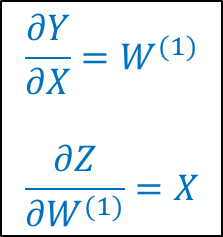 ∂Y/∂X = W⁽¹⁾
∂Z/∂W⁽¹⁾ = X